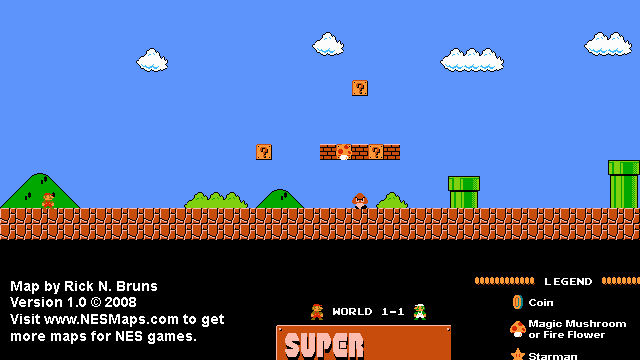 ?
?
?
Map by Rick N. Bruns
Version 1.0 © 2008
Visit www.NESMaps.com to get
more maps for NES games.
WORLD 1-1
SUPER
LEGEND
Coin
Magic Mushroom
or Fire Flower
Starman